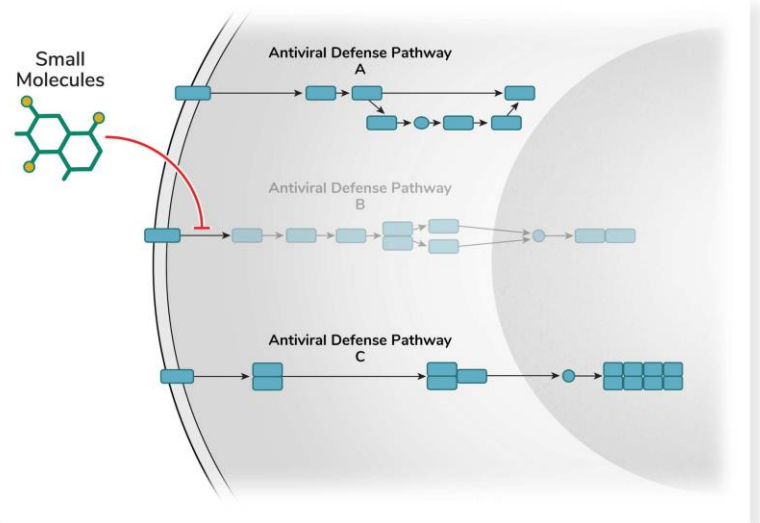 Small
Molecules
Antiviral Defense Pathway
A
Antiviral Defense Pathway
B
Antiviral Defense Pathway
C